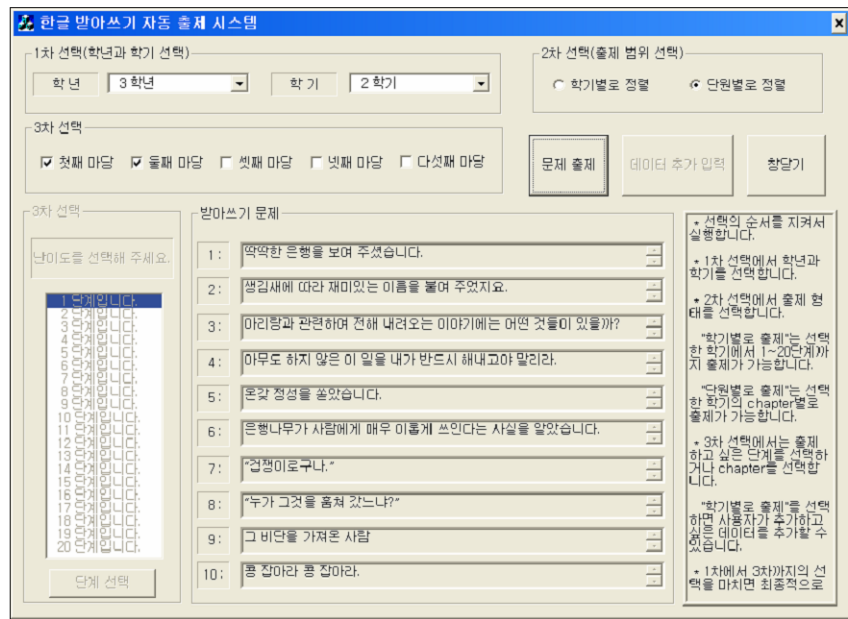 한글 받아쓰기 자동 출제 시스템
1차 선택(학년과 학기 선택)
학 년
3 학년
학 기
2 학기
2차 선택(출제 범위 선택)
학기별로 정렬
단원별로 정렬
3차 선택
첫째 마당
둘째 마당
셋째 마당
넷째 마당
다섯째 마당
문제 출제
데이터 추가 입력
창닫기
3차 선택
난이도를 선택해 주세요.
1 단계입니다.
2 단계입니다.
3 단계입니다.
4 단계입니다.
5 단계입니다.
6 단계입니다.
7 단계입니다.
8 단계입니다.
9 단계입니다.
10 단계입니다.
11 단계입니다.
12 단계입니다.
13 단계입니다.
14 단계입니다.
15 단계입니다.
16 단계입니다.
17 단계입니다.
18 단계입니다.
19 단계입니다.
20 단계입니다.
단계 선택
받아쓰기 문제
1 : 딱딱한 은행을 보여 주셨습니다.
2 : 생김새에 따라 재미있는 이름을 붙여 주었지요.
3 : 아리랑과 관련하여 전해 내려오는 이야기에는 어떤 것들이 있을까?
4 : 아무도 하지 않은 이 일을 내가 반드시 해내고야 말리라.
5 : 온갖 정성을 쏟았습니다.
6 : 은행나무가 사람에게 매우 이롭게 쓰인다는 사실을 알았습니다.
7 : "겁쟁이로구나."
8 : "누가 그것을 훔쳐 갔느냐?"
9 : 그 비단을 가져온 사람
10 : 콩 잡아라 콩 잡아라.
* 선택의 순서를 지켜서
실행합니다.
* 1차 선택에서 학년과
학기를 선택합니다.
* 2차 선택에서 출제 형
태를 선택합니다.
"학기별로 출제"는 선택
한 학기에서 1~20단계까
지 출제가 가능합니다.
"단원별로 출제"는 선택
한 학기의 chapter별로
출제가 가능합니다.
* 3차 선택에서는 출제
하고 싶은 단계를 선택하
거나 chapter를 선택합
니다.
"학기별로 출제"를 선택
하면 사용자가 추가하고
싶은 데이터를 추가할 수
있습니다.
* 1차에서 3차까지의 선
택을 마치면 최종적으로